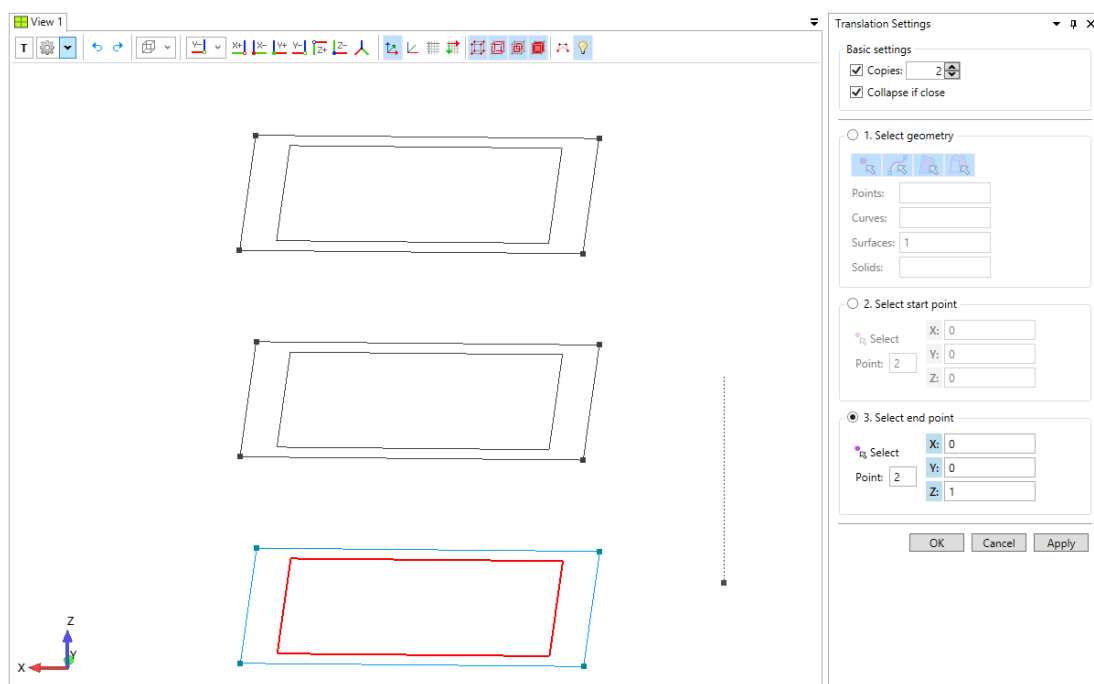 View 1
T
Y-
X+
X-
Y+
Y-
Z+
Z-
Z
Y
X
Translation Settings
Basic settings
Copies: 2
Collapse if close
1. Select geometry
Points:
Curves:
Surfaces: 1
Solids:
2. Select start point
Select
Point: 2
X: 0
Y: 0
Z: 0
3. Select end point
Select
Point: 2
X: 0
Y: 0
Z: 1
OK Cancel Apply